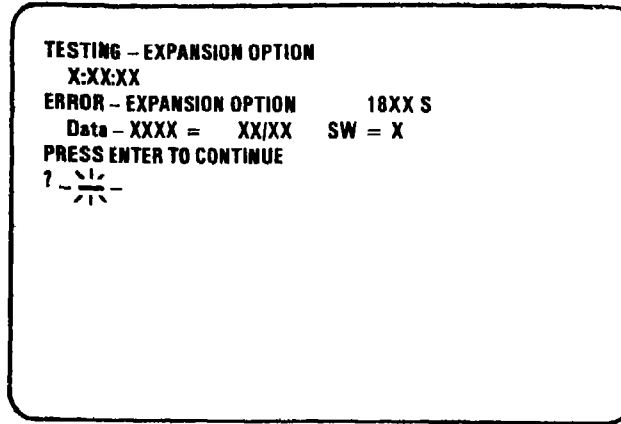 TESTING – EXPANSION OPTION
X:XX:XX
ERROR – EXPANSION OPTION 18XX S
Data – XXXX = XX/XX SW = X
PRESS ENTER TO CONTINUE
? _ _